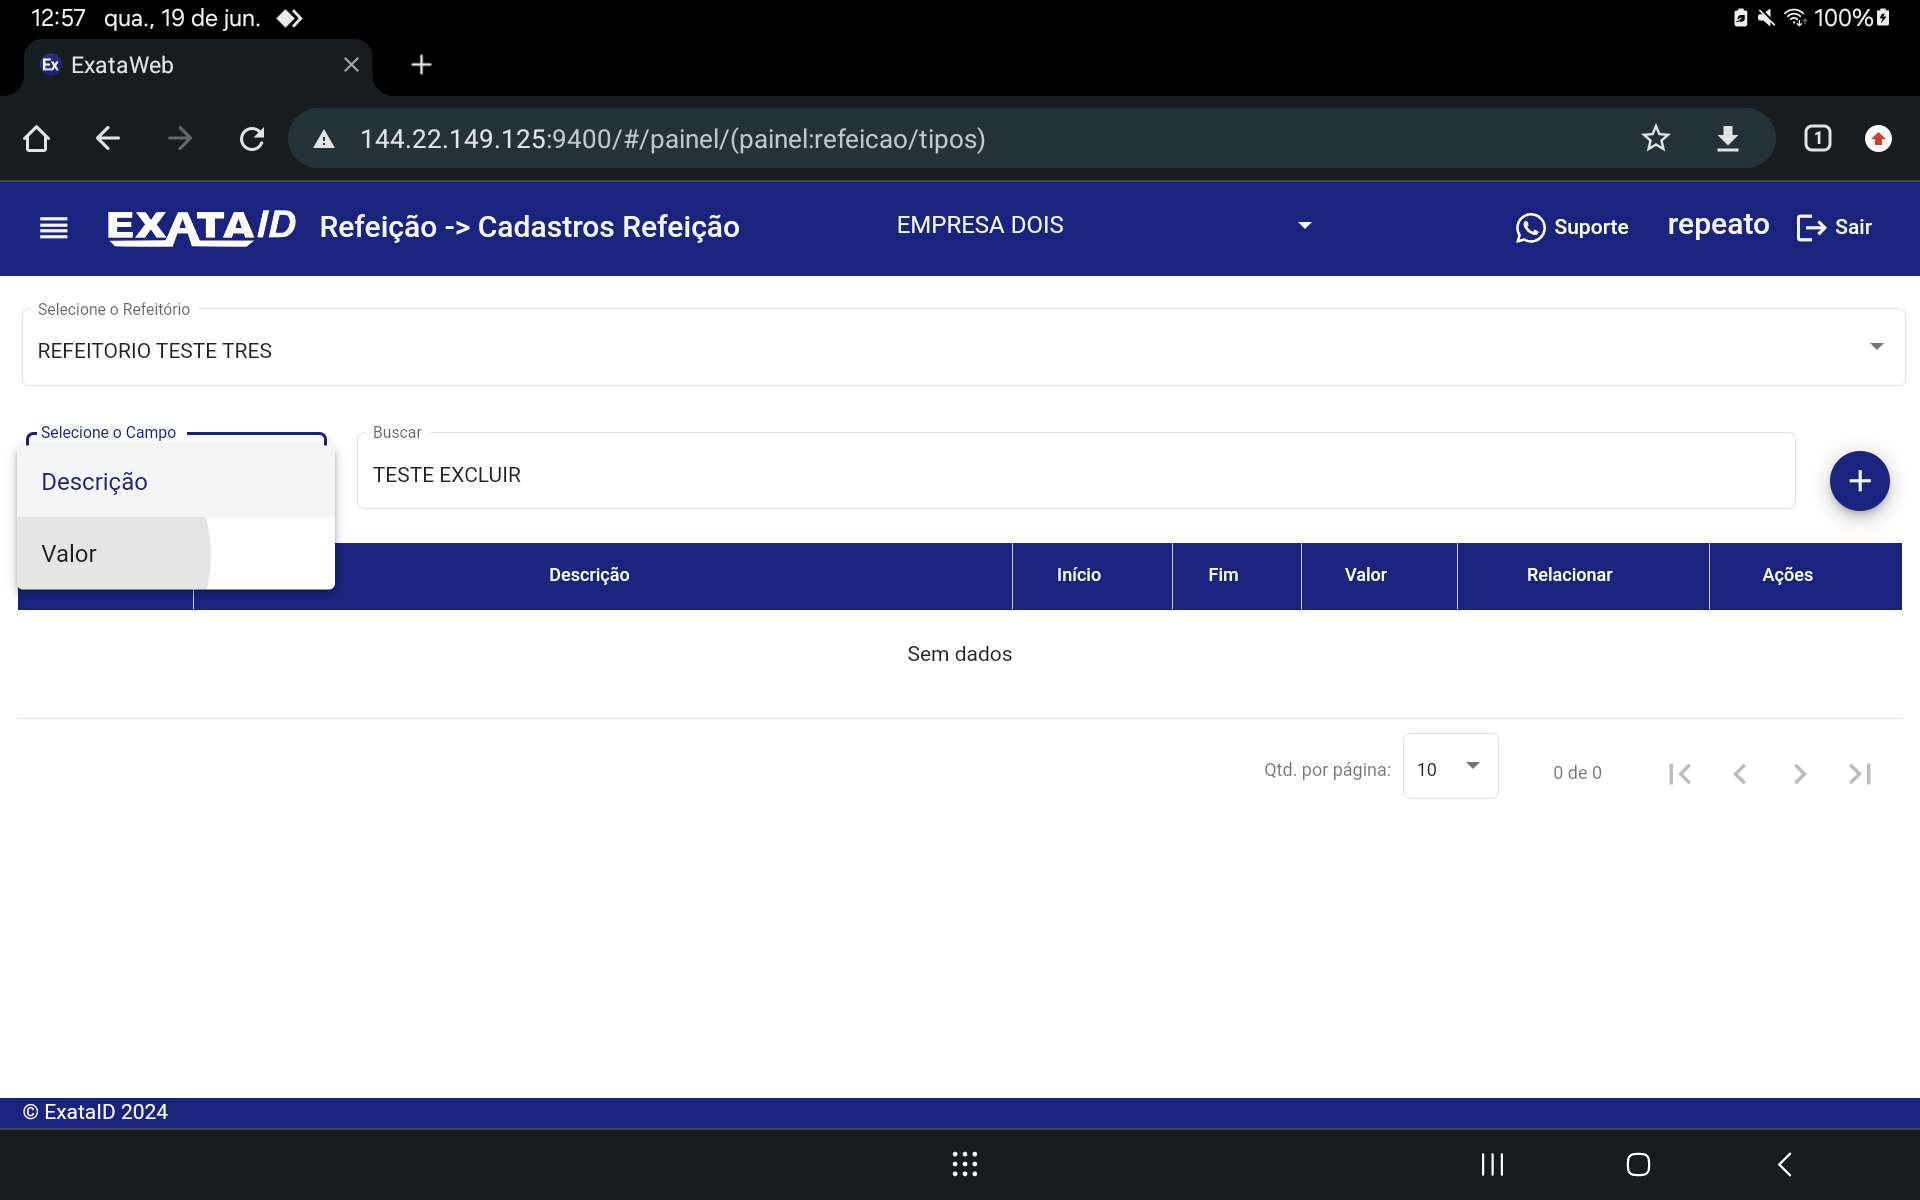 12:57 qua., 19 de jun. 100%
Ex ExataWeb
144.22.149.125:9400/#/painel/(painel:refeicao/tipos) 1
EXATAID Refeição -> Cadastros Refeição EMPRESA DOIS Suporte repeato Sair
Selecione o Refeitório
REFEITORIO TESTE TRES
Selecione o Campo Buscar
Descrição TESTE EXCLUIR
Valor
Descrição Início Fim Valor Relacionar Ações
Sem dados
Qtd. por página: 10 0 de 0
© ExataID 2024